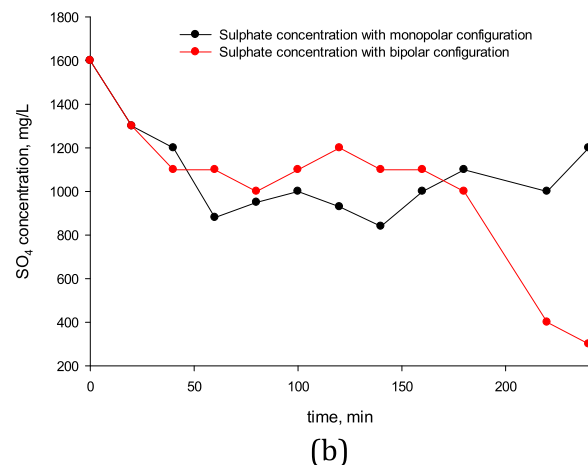 1800
Sulphate concentration with monopolar configuration
Sulphate concentration with bipolar configuration
1600
1400
1200
1000
800
600
400
200
SO₄ concentration, mg/L
0
50
100
150
200
time, min
(b)